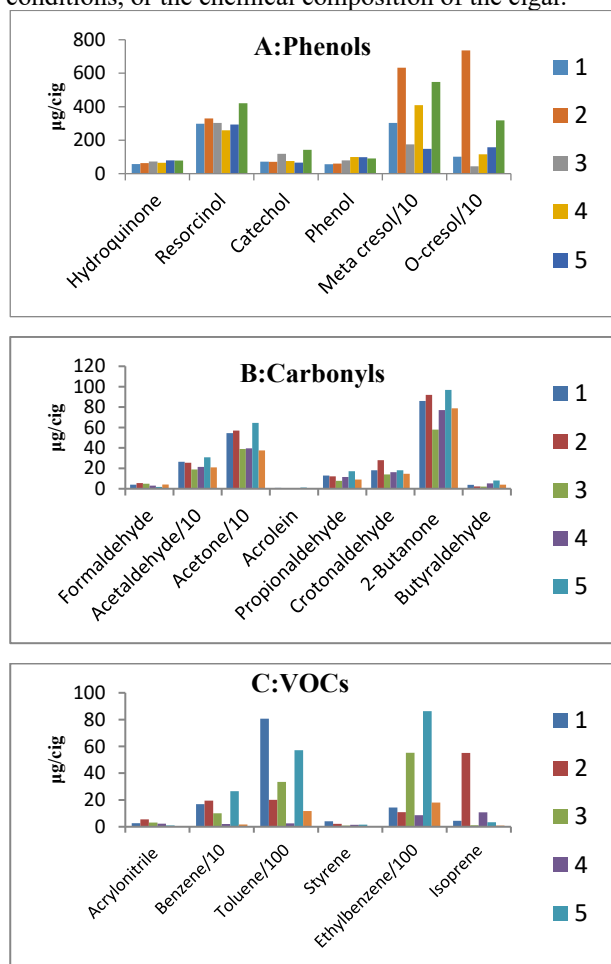 conditions, or the chemical composition of the cigar.
A:Phenols
µg/cig
800
600
400
200
0
Hydroquinone
Resorcinol
Catechol
Phenol
Meta cresol/10
O-cresol/10
1
2
3
4
5
B:Carbonyls
µg/cig
120
100
80
60
40
20
0
Formaldehyde
Acetaldehyde/10
Acetone/10
Acrolein
Propionaldehyde
Crotonaldehyde
2-Butanone
Butyraldehyde
1
2
3
4
5
C:VOCs
µg/cig
100
80
60
40
20
0
Acrylonitrile
Benzene/10
Toluene/100
Styrene
Ethylbenzene/100
Isoprene
1
2
3
4
5